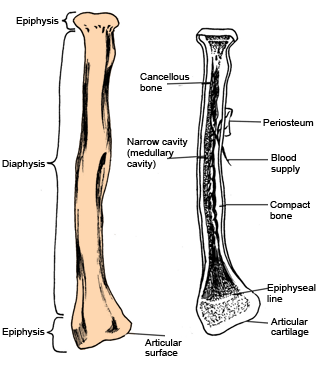 Epiphysis
Cancellous
bone
Periosteum
Narrow cavity
(medullary
cavity)
Diaphysis
Blood
supply
Compact
bone
Epiphyseal
line
Epiphysis
Articular
surface
Articular
cartilage